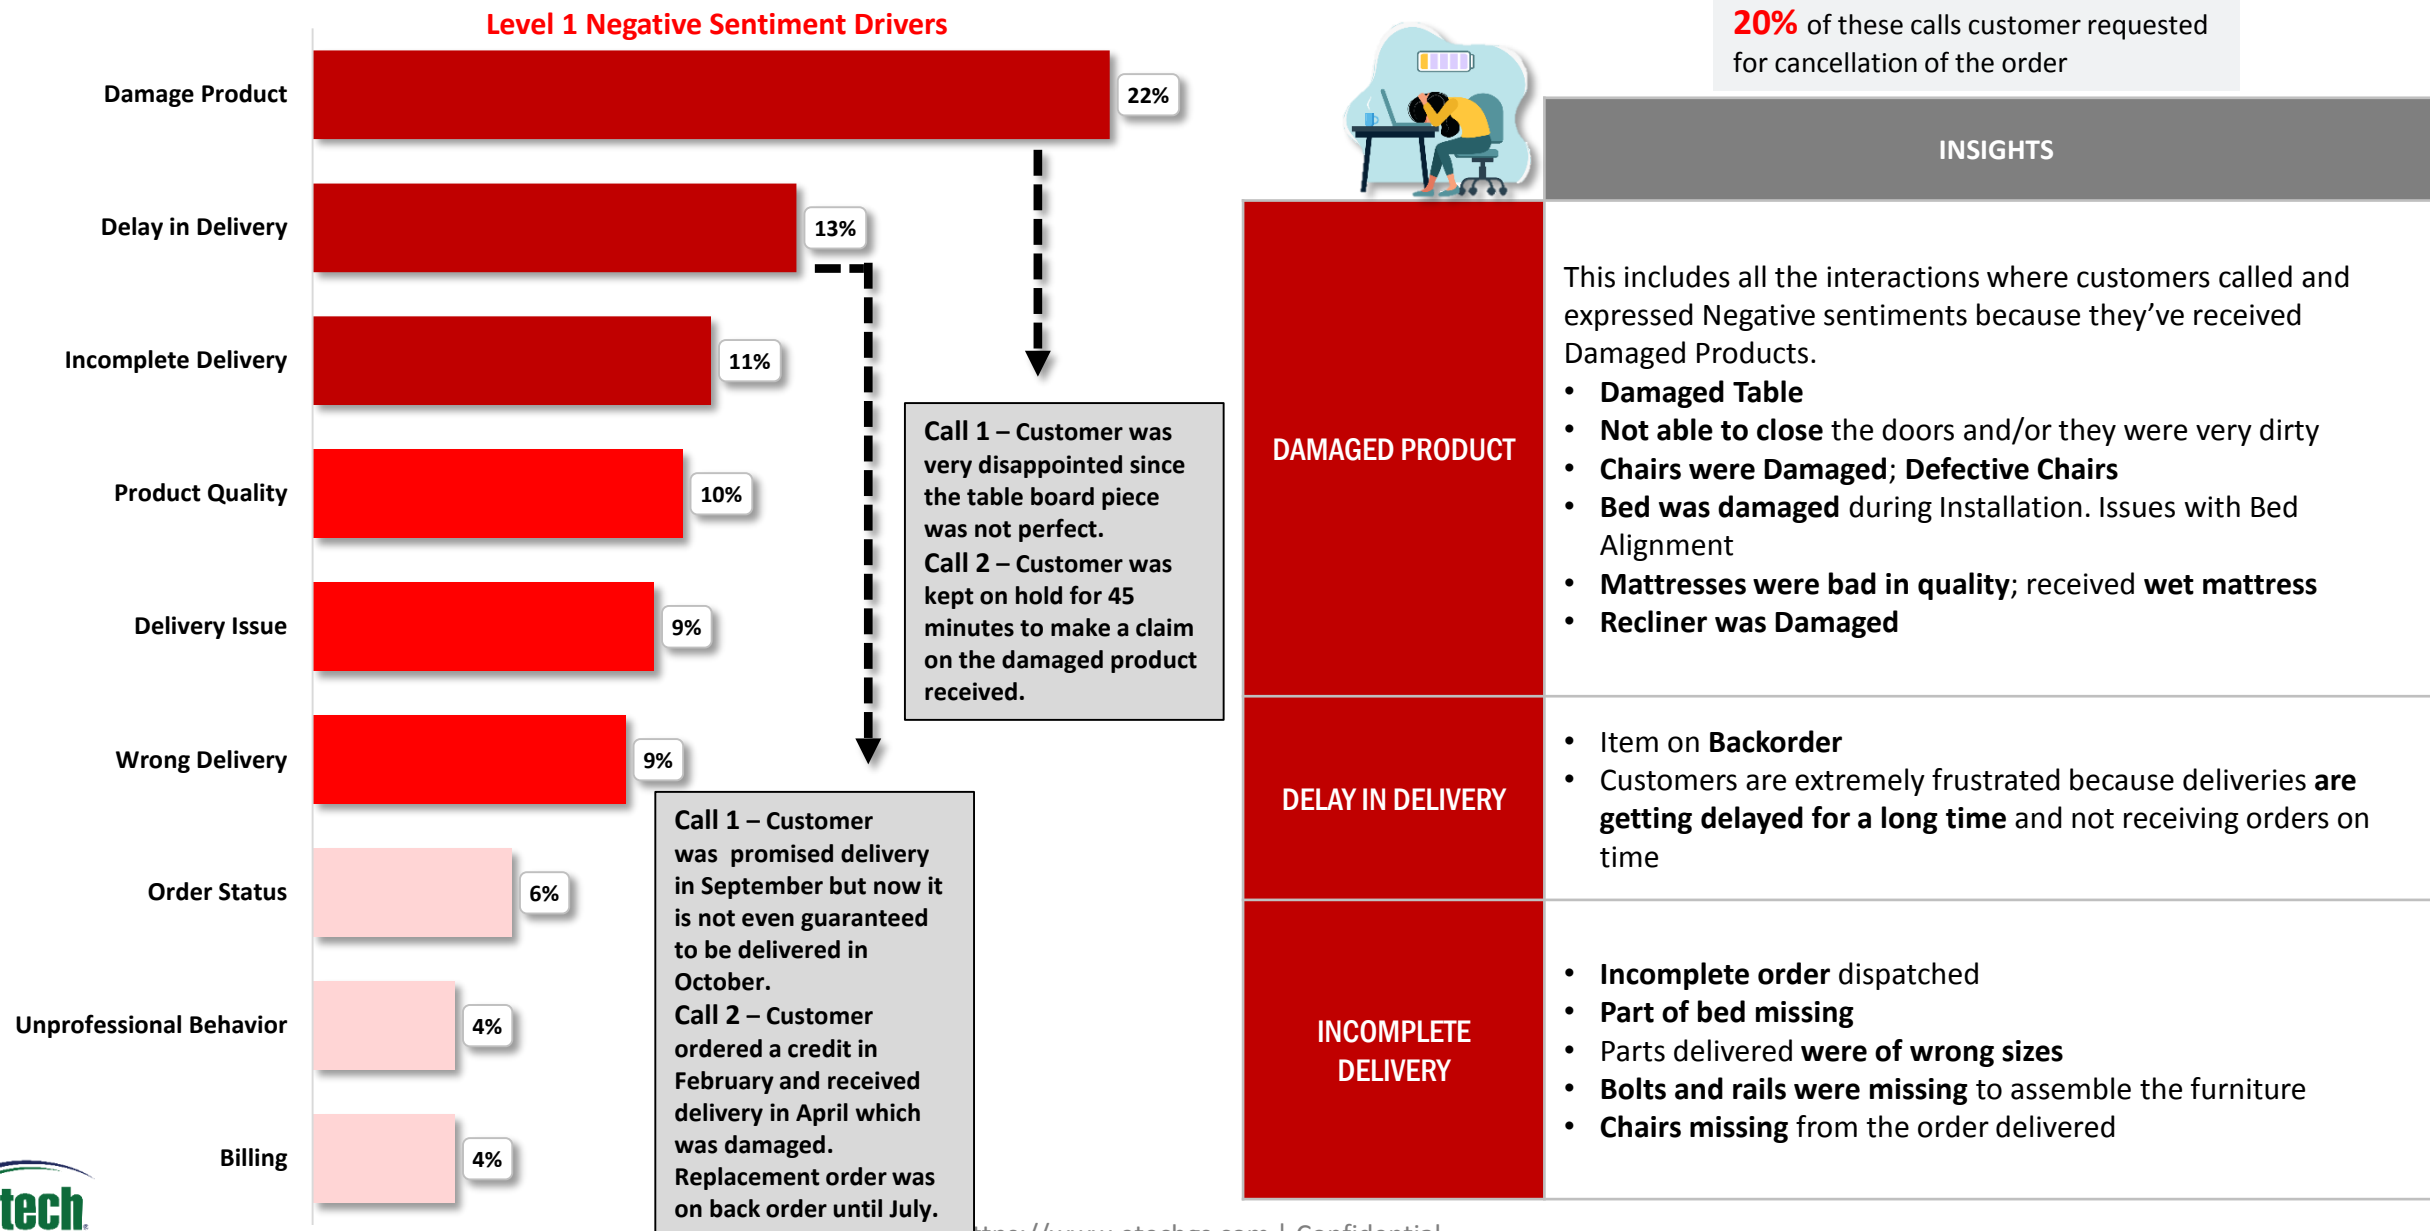 Level 1 Negative Sentiment Drivers
Damage Product
22%
Delay in Delivery
13%
Incomplete Delivery
11%
Product Quality
10%
Delivery Issue
9%
Wrong Delivery
9%
Order Status
6%
Unprofessional Behavior
4%
Billing
4%
Call 1 – Customer was
very disappointed since
the table board piece
was not perfect.
Call 2 – Customer was
kept on hold for 45
minutes to make a claim
on the damaged product
received.
Call 1 – Customer
was promised delivery
in September but now it
is not even guaranteed
to be delivered in
October.
Call 2 – Customer
ordered a credit in
February and received
delivery in April which
was damaged.
Replacement order was
on back order until July.
20% of these calls customer requested
for cancellation of the order
INSIGHTS
DAMAGED PRODUCT
This includes all the interactions where customers called and
expressed Negative sentiments because they’ve received
Damaged Products.
• Damaged Table
• Not able to close the doors and/or they were very dirty
• Chairs were Damaged; Defective Chairs
• Bed was damaged during Installation. Issues with Bed
Alignment
• Mattresses were bad in quality; received wet mattress
• Recliner was Damaged
DELAY IN DELIVERY
• Item on Backorder
• Customers are extremely frustrated because deliveries are
getting delayed for a long time and not receiving orders on
time
INCOMPLETE
DELIVERY
• Incomplete order dispatched
• Part of bed missing
• Parts delivered were of wrong sizes
• Bolts and rails were missing to assemble the furniture
• Chairs missing from the order delivered
tech